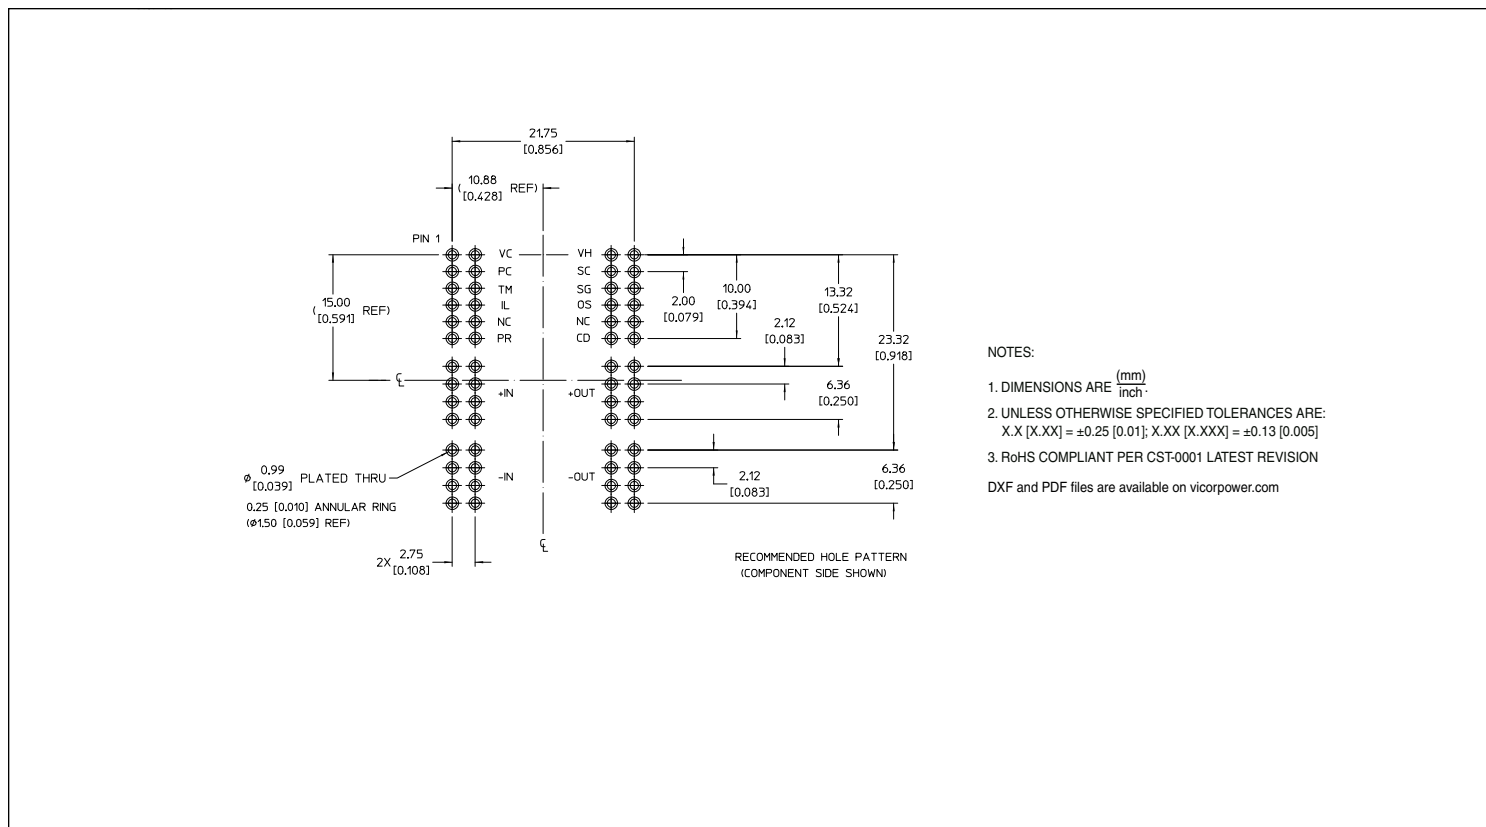 21.75
[0.856]
10.88
( REF)
[0.428]
PIN 1
VC VH
PC SC
TM SG
IL OS
NC NC
PR CD
15.00
( REF)
[0.591]
2.00
[0.079]
10.00
[0.394]
13.32
[0.524]
2.12
[0.083]
23.32
[0.918]
℄
+IN +OUT
6.36
[0.250]
ø 0.99
[0.039] PLATED THRU
0.25 [0.010] ANNULAR RING
(ø1.50 [0.059] REF)
-IN -OUT
2.12
[0.083]
6.36
[0.250]
℄
2X 2.75
[0.108]
RECOMMENDED HOLE PATTERN
(COMPONENT SIDE SHOWN)
NOTES:
1. DIMENSIONS ARE (mm)
inch.
2. UNLESS OTHERWISE SPECIFIED TOLERANCES ARE:
X.X [X.XX] = ±0.25 [0.01]; X.XX [X.XXX] = ±0.13 [0.005]
3. RoHS COMPLIANT PER CST-0001 LATEST REVISION
DXF and PDF files are available on vicorpower.com